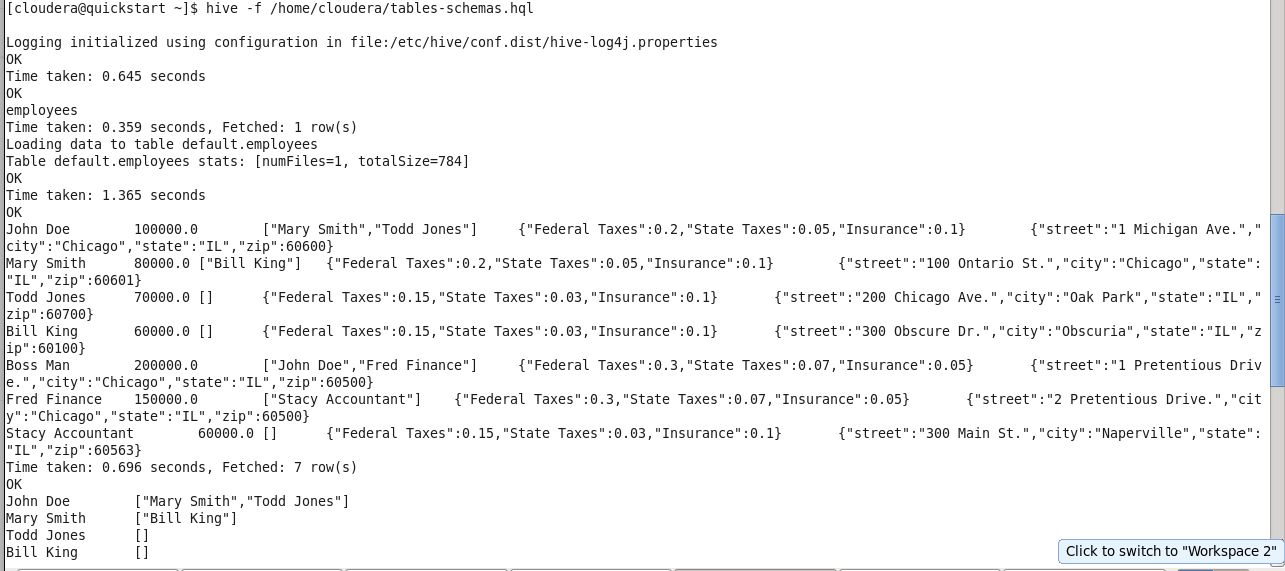 [cloudera@quickstart ~]$ hive -f /home/cloudera/tables-schemas.hql
Logging initialized using configuration in file:/etc/hive/conf.dist/hive-log4j.properties
OK
Time taken: 0.645 seconds
OK
employees
Time taken: 0.359 seconds, Fetched: 1 row(s)
Loading data to table default.employees
Table default.employees stats: [numFiles=1, totalSize=784]
OK
Time taken: 1.365 seconds
OK
John Doe        100000.0        ["Mary Smith","Todd Jones"]     {"Federal Taxes":0.2,"State Taxes":0.05,"Insurance":0.1}        {"street":"1 Michigan Ave.","
city":"Chicago","state":"IL","zip":60600}
Mary Smith      80000.0 ["Bill King"]   {"Federal Taxes":0.2,"State Taxes":0.05,"Insurance":0.1}        {"street":"100 Ontario St.","city":"Chicago","state":
"IL","zip":60601}
Todd Jones      70000.0 []      {"Federal Taxes":0.15,"State Taxes":0.03,"Insurance":0.1}       {"street":"200 Chicago Ave.","city":"Oak Park","state":"IL","
zip":60700}
Bill King       60000.0 []      {"Federal Taxes":0.15,"State Taxes":0.03,"Insurance":0.1}       {"street":"300 Obscure Dr.","city":"Obscuria","state":"IL","z
ip":60100}
Boss Man        200000.0        ["John Doe","Fred Finance"]     {"Federal Taxes":0.3,"State Taxes":0.07,"Insurance":0.05}       {"street":"1 Pretentious Driv
e.","city":"Chicago","state":"IL","zip":60500}
Fred Finance    150000.0        ["Stacy Accountant"]    {"Federal Taxes":0.3,"State Taxes":0.07,"Insurance":0.05}       {"street":"2 Pretentious Drive.","cit
y":"Chicago","state":"IL","zip":60500}
Stacy Accountant        60000.0 []      {"Federal Taxes":0.15,"State Taxes":0.03,"Insurance":0.1}       {"street":"300 Main St.","city":"Naperville","state":
"IL","zip":60563}
Time taken: 0.696 seconds, Fetched: 7 row(s)
OK
John Doe        ["Mary Smith","Todd Jones"]
Mary Smith      ["Bill King"]
Todd Jones      []
Bill King       []
Click to switch to "Workspace 2"